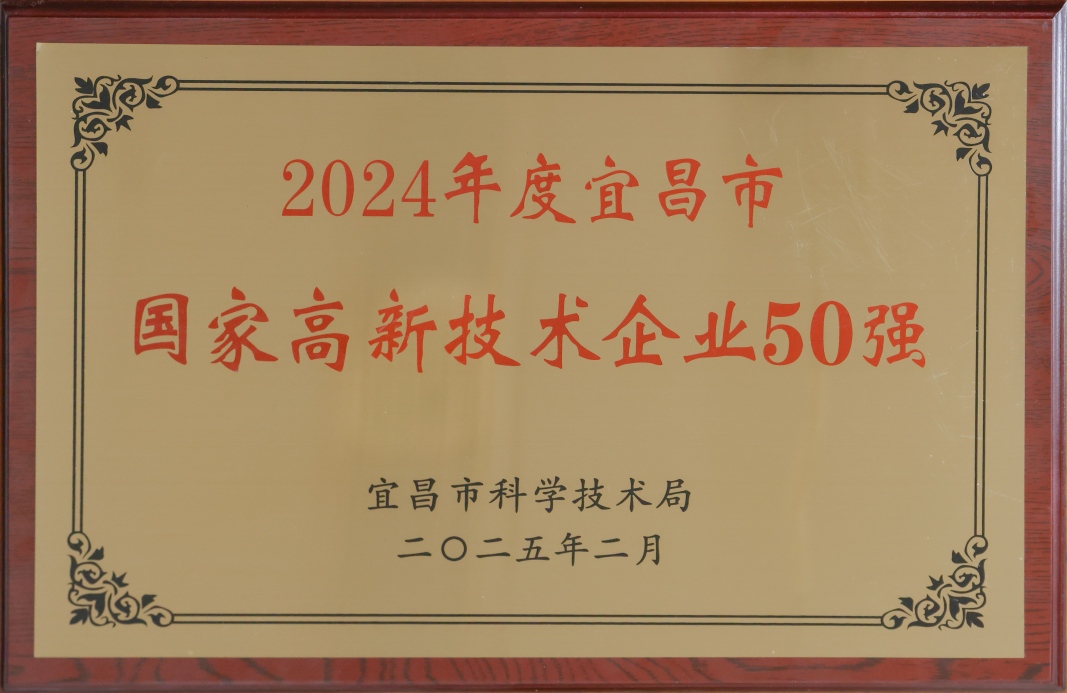 2024年度宜昌市
国家高新技术企业50强
宜昌市科学技术局
二〇二五年二月